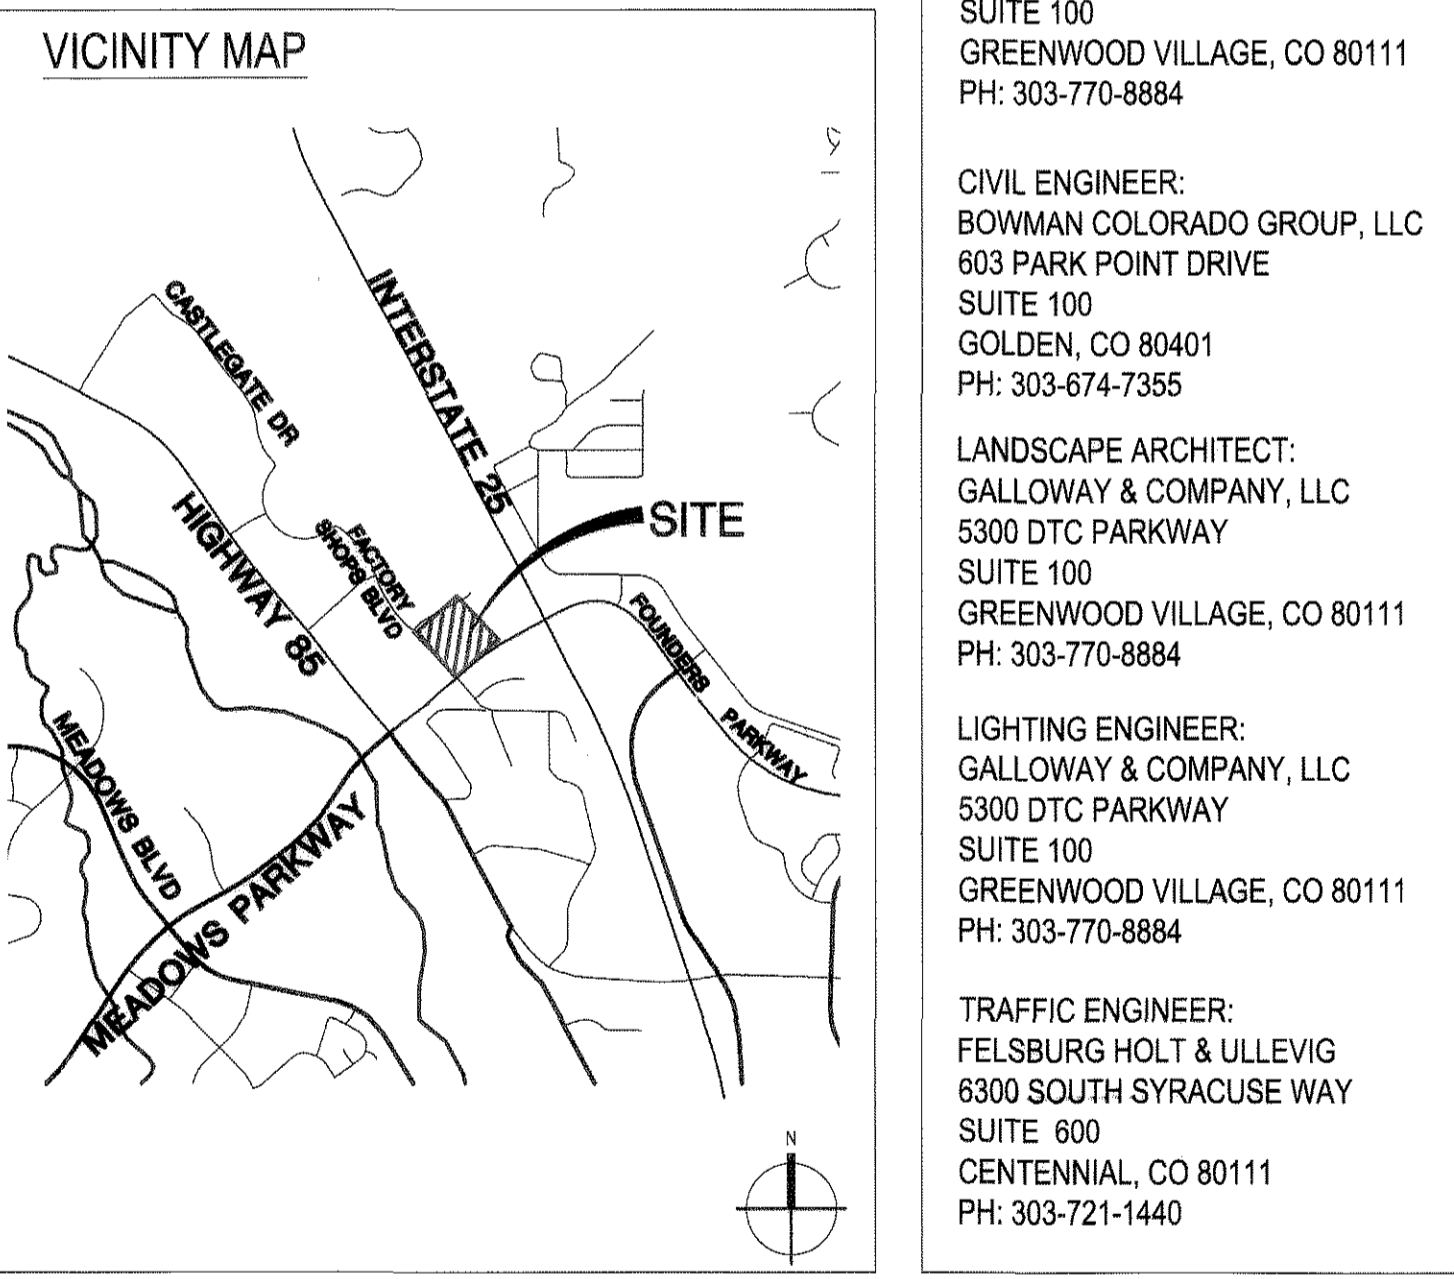 VICINITY MAP
CASTLEGATE DR
INTERSTATE 25
HIGHWAY 85
FACTORY
SHOPS BLVD
SITE
FOUNDERS PARKWAY
MEADOWS BLVD
MEADOWS PARKWAY
N
SUITE 100
GREENWOOD VILLAGE, CO 80111
PH: 303-770-8884
CIVIL ENGINEER:
BOWMAN COLORADO GROUP, LLC
603 PARK POINT DRIVE
SUITE 100
GOLDEN, CO 80401
PH: 303-674-7355
LANDSCAPE ARCHITECT:
GALLOWAY & COMPANY, LLC
5300 DTC PARKWAY
SUITE 100
GREENWOOD VILLAGE, CO 80111
PH: 303-770-8884
LIGHTING ENGINEER:
GALLOWAY & COMPANY, LLC
5300 DTC PARKWAY
SUITE 100
GREENWOOD VILLAGE, CO 80111
PH: 303-770-8884
TRAFFIC ENGINEER:
FELSBURG HOLT & ULLEVIG
6300 SOUTH SYRACUSE WAY
SUITE 600
CENTENNIAL, CO 80111
PH: 303-721-1440